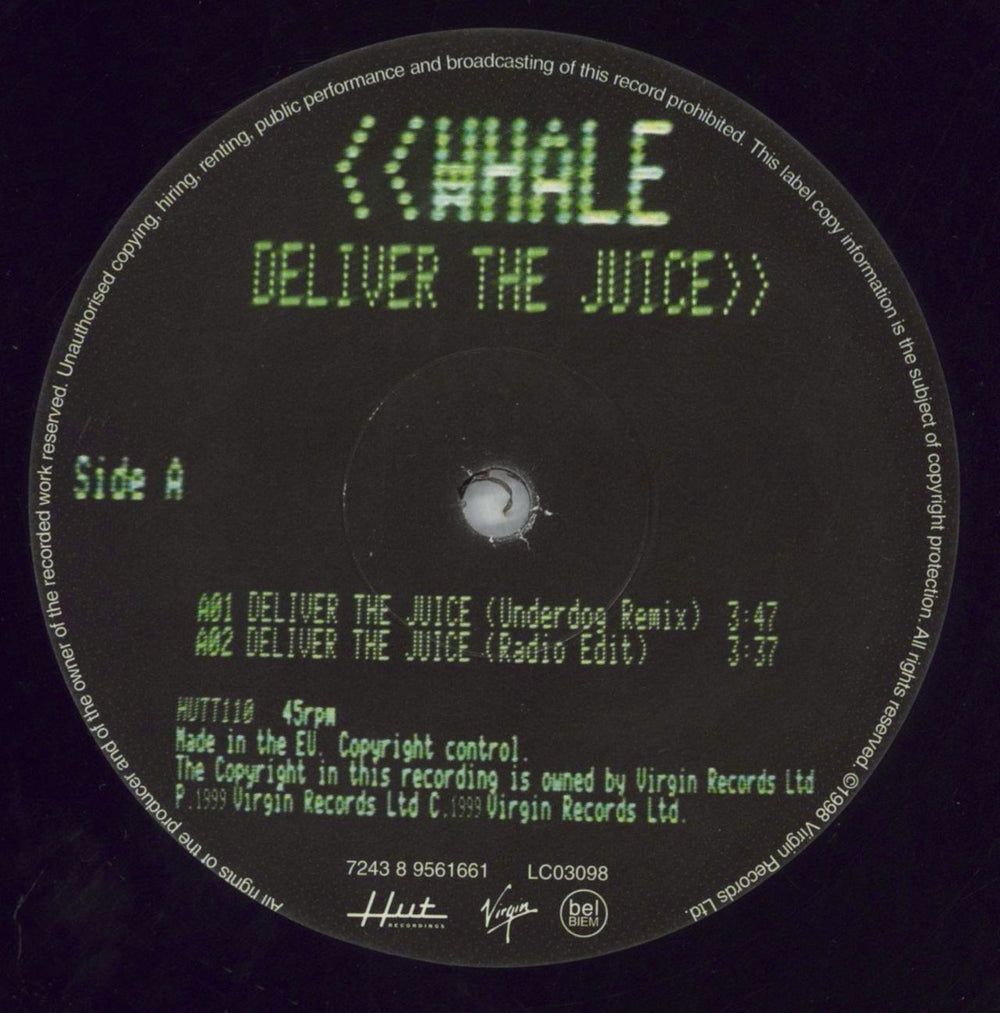 All rights of the producer and of the owner of the recorded work reserved. Unauthorised copying, hiring, renting, public performance and broadcasting of this record prohibited. This label copy information is the subject of copyright protection. All rights reserved. ©1998 Virgin Records Ltd.
<<WHALE
DELIVER THE JUICE>>
Side A
A01 DELIVER THE JUICE (Underdog Remix) 3:47
A02 DELIVER THE JUICE (Radio Edit) 3:37
HUTT110 45rpm
Made in the EU. Copyright control.
The Copyright in this recording is owned by Virgin Records Ltd
P.1999 Virgin Records Ltd C.1999 Virgin Records Ltd.
7243 8 9561661 LC03098
Hut RECORDINGS Virgin bel BIEM